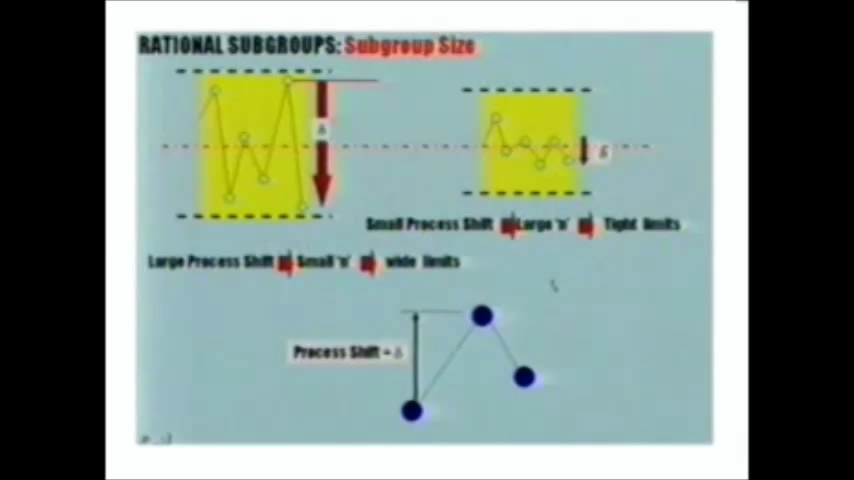 RATIONAL SUBGROUPS: Subgroup Size
δ
δ
Small Process Shift Large 'n' Tight limits
Large Process Shift Small 'n' wide limits
Process Shift = δ